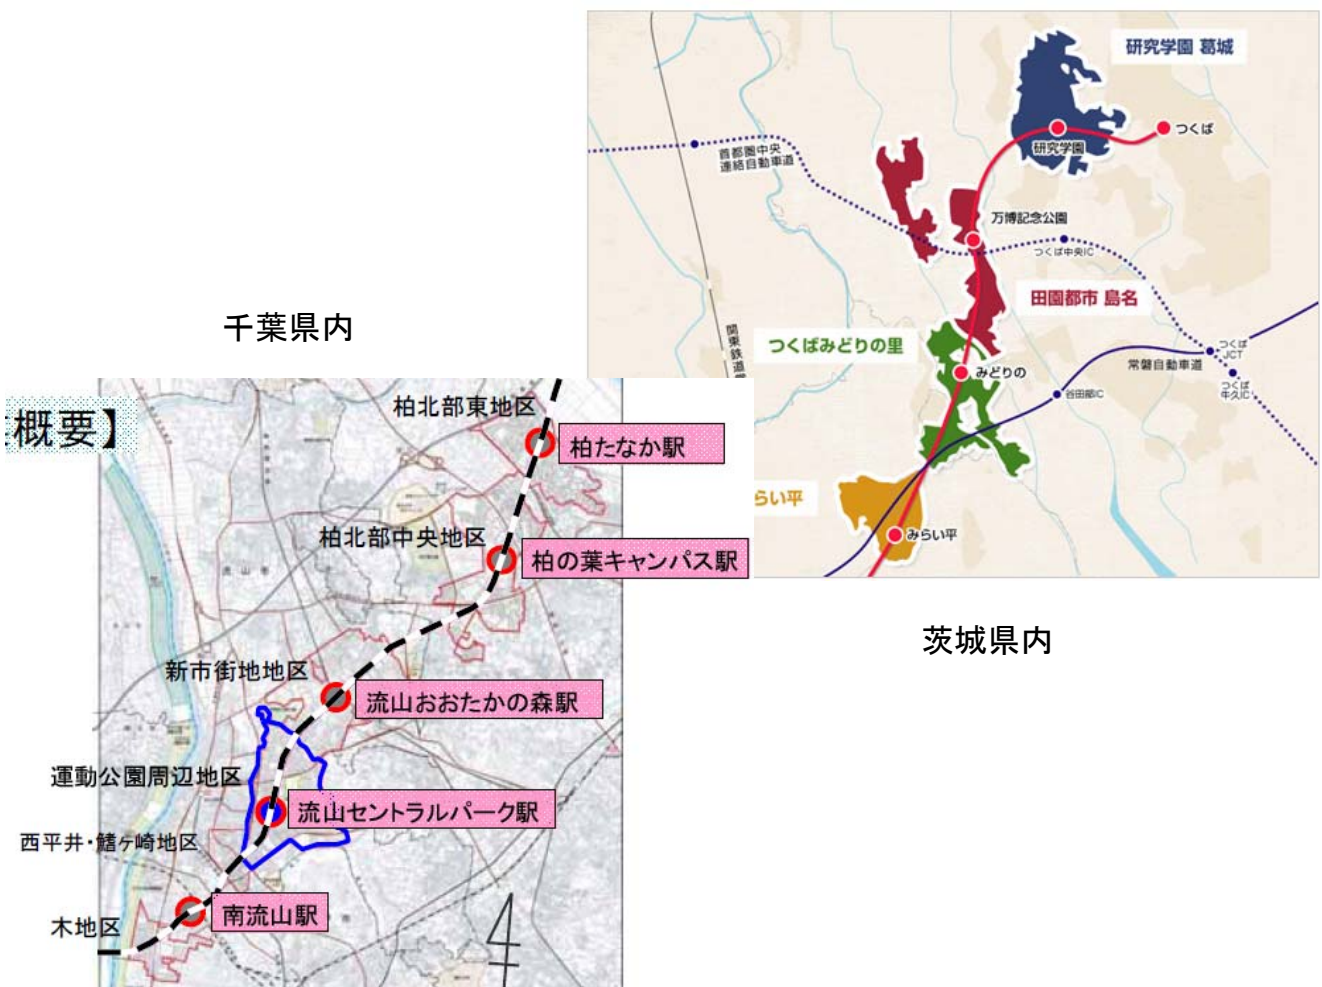 研究学園 葛城
つくば
研究学園
首都圏中央
連絡自動車道
万博記念公園
つくば中央IC
田園都市 島名
千葉県内
つくばみどりの里
関東鉄道
つくば
JCT
常磐自動車道
つくば
牛久IC
みどりの
谷田部IC
らい平
みらい平
茨城県内
概要】
柏北部東地区
柏たなか駅
柏北部中央地区
柏の葉キャンパス駅
新市街地地区
流山おおたかの森駅
運動公園周辺地区
流山セントラルパーク駅
西平井・鰭ケ崎地区
南流山駅
木地区